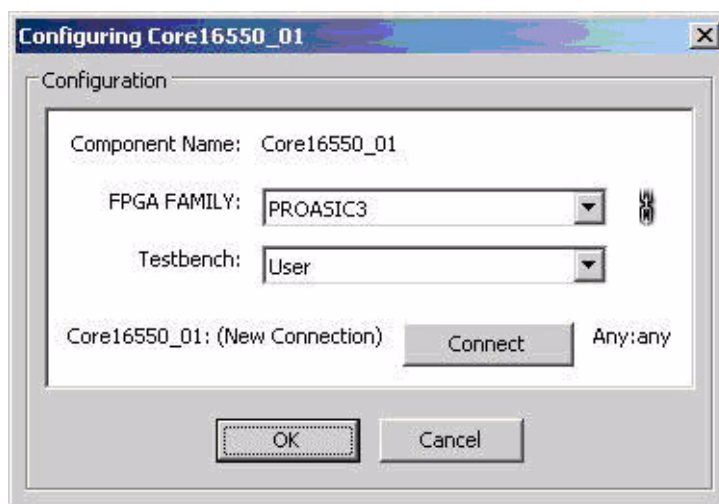 Configuring Core16550_01
Configuration
Component Name: Core16550_01
FPGA FAMILY: PROASIC3
Testbench: User
Core16550_01: (New Connection) Connect Any:any
OK Cancel